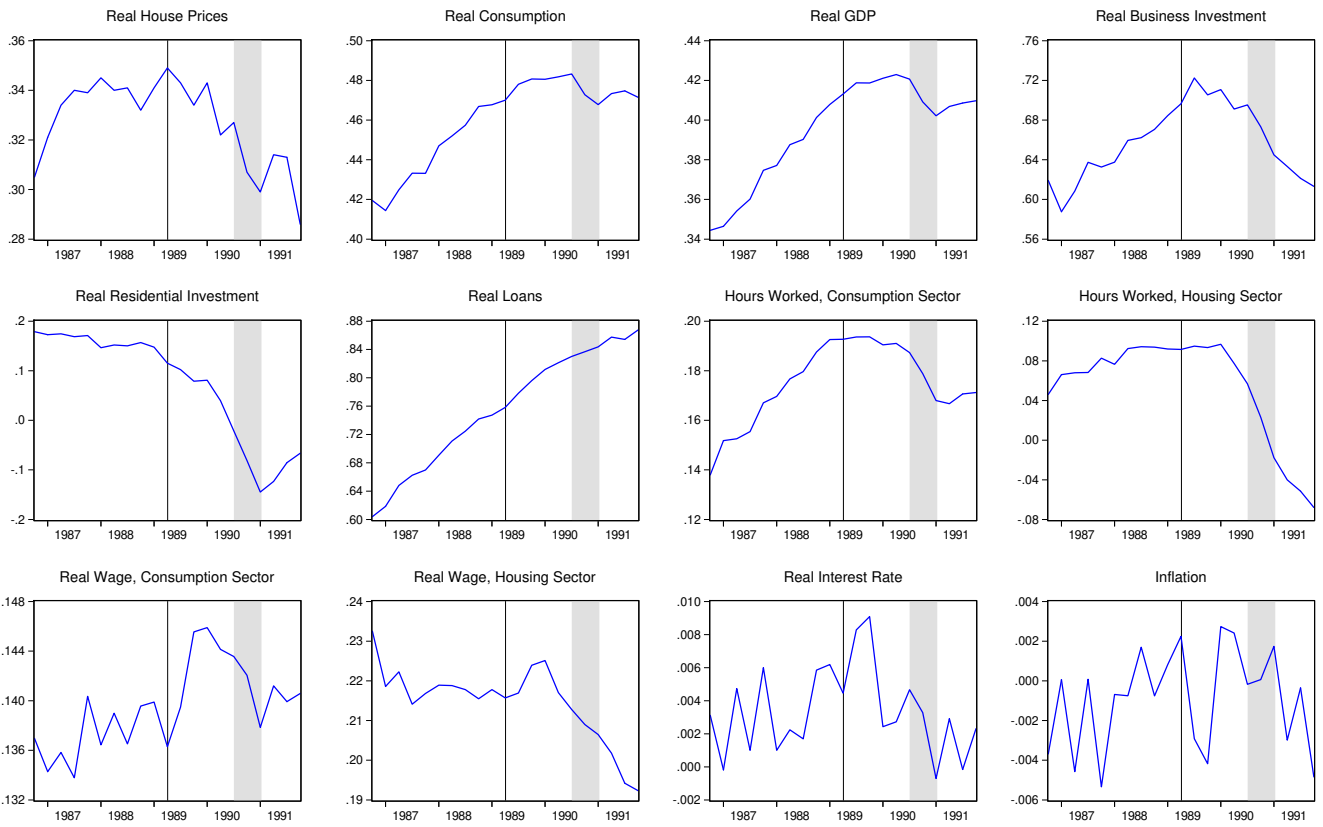 Real House Prices
.36
.34
.32
.30
.28
1987 1988 1989 1990 1991
Real Consumption
.50
.48
.46
.44
.42
.40
1987 1988 1989 1990 1991
Real GDP
.44
.42
.40
.38
.36
.34
1987 1988 1989 1990 1991
Real Business Investment
.76
.72
.68
.64
.60
.56
1987 1988 1989 1990 1991
Real Residential Investment
.2
.1
.0
-.1
-.2
1987 1988 1989 1990 1991
Real Loans
.88
.84
.80
.76
.72
.68
.64
.60
1987 1988 1989 1990 1991
Hours Worked, Consumption Sector
.20
.18
.16
.14
.12
1987 1988 1989 1990 1991
Hours Worked, Housing Sector
.12
.08
.04
.00
-.04
-.08
1987 1988 1989 1990 1991
Real Wage, Consumption Sector
.148
.144
.140
.136
.132
1987 1988 1989 1990 1991
Real Wage, Housing Sector
.24
.23
.22
.21
.20
.19
1987 1988 1989 1990 1991
Real Interest Rate
.010
.008
.006
.004
.002
.000
-.002
1987 1988 1989 1990 1991
Inflation
.004
.002
.000
-.002
-.004
-.006
1987 1988 1989 1990 1991